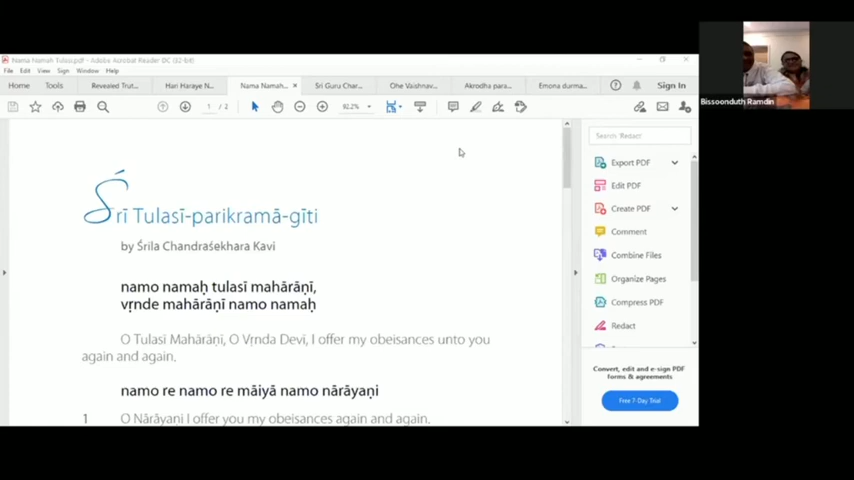 Nama Namah Tulasi.pdf - Adobe Acrobat Reader DC (32-bit)
File Edit View Sign Window Help
Home Tools Revealed Trut... Hari Haraye N... Nama Namah... × Sri Guru Char... Ohe Vaishnav... Akrodha para... Emona durma... Sign In
1 / 2 92.2%
Search 'Redact'
Export PDF
Edit PDF
Create PDF
Comment
Combine Files
Organize Pages
Compress PDF
Redact
Convert, edit and e-sign PDF
forms & agreements
Free 7-Day Trial
Śrī Tulasī-parikramā-gīti
by Śrīla Chandraśekhara Kavi
namo namaḥ tulasī mahārāṇī,
vṛnde mahārāṇī namo namaḥ
O Tulasī Mahārāṇī, O Vṛnda Devī, I offer my obeisances unto you
again and again.
namo re namo re māiyā namo nārāyaṇi
1 O Nārāyaṇi I offer you my obeisances again and again.
Bissoonduth Ramdin